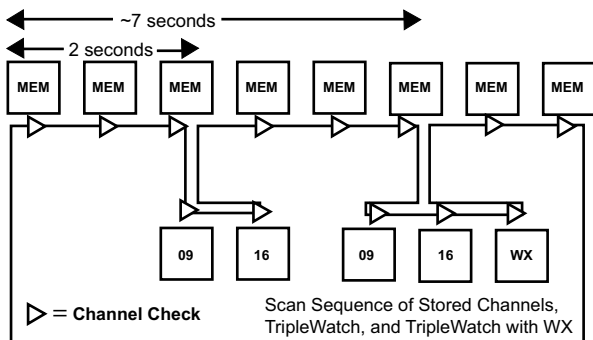 ~7 seconds
2 seconds
MEM MEM MEM MEM MEM MEM MEM MEM
09 16 09 16 WX
= Channel Check
Scan Sequence of Stored Channels,
TripleWatch, and TripleWatch with WX